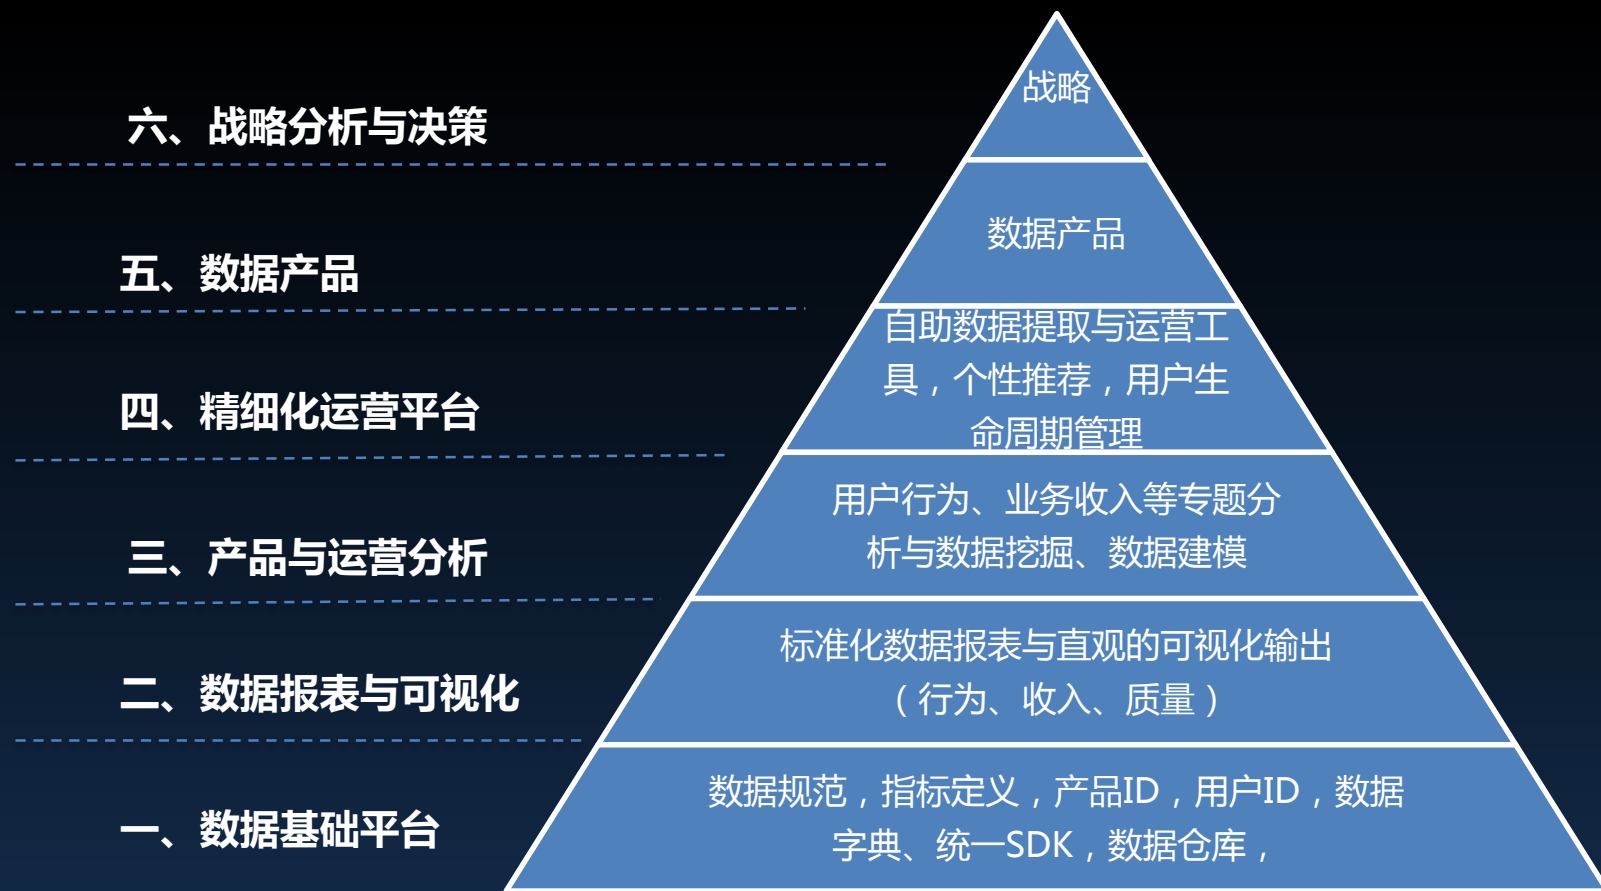 战略
六、战略分析与决策
数据产品
五、数据产品
自助数据提取与运营工
具，个性推荐，用户生
命周期管理
四、精细化运营平台
用户行为、业务收入等专题分
析与数据挖掘、数据建模
三、产品与运营分析
标准化数据报表与直观的可视化输出
（行为、收入、质量）
二、数据报表与可视化
数据规范，指标定义，产品ID，用户ID，数据
字典、统一SDK，数据仓库，
一、数据基础平台